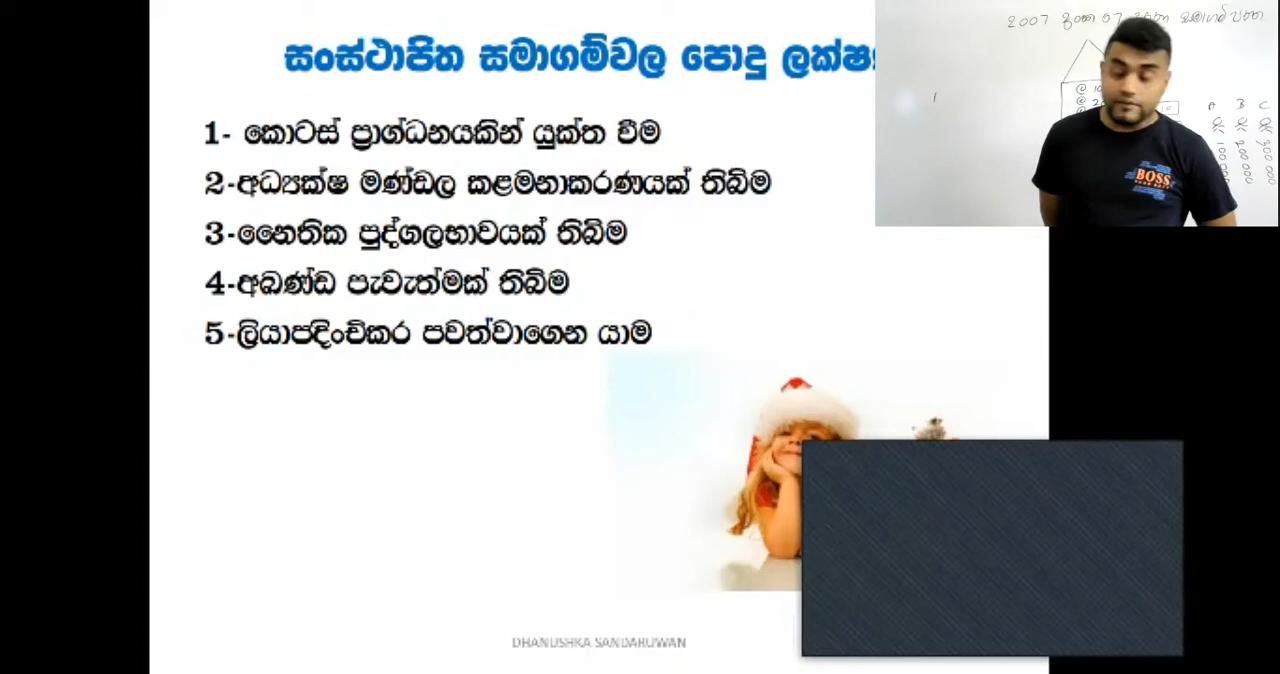 සංස්ථාපිත සමාගම්වල පොදු
1- කොටස් ප්‍රාග්ධනයකින් යුක්ත වීම
2-අධ්‍යක්ෂ මණ්ඩල කළමනාකරණයක් තිබීම
3-නෛතික පුද්ගලභාවයක් තිබීම
4-අඛණ්ඩ පැවැත්මක් තිබීම
5-ලියාපදිංචිකර පවත්වාගෙන යාම
2007
A B C
BOSS
DHANUSHKA SANDARUWAN